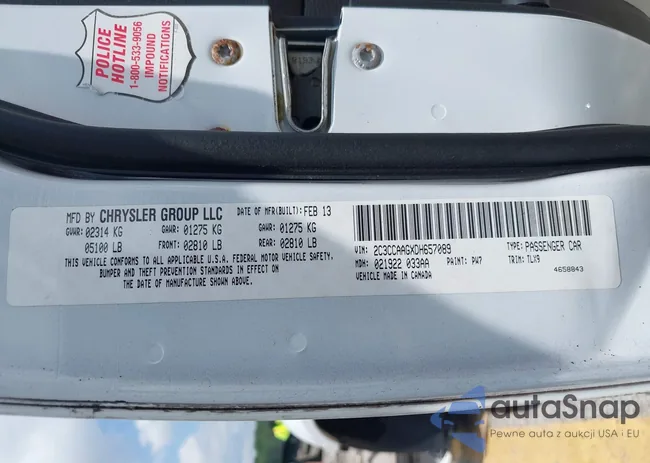 POLICE
HOTLINE
1-800-533-9056
IMPOUND
NOTIFICATIONS
MFD BY CHRYSLER GROUP LLC DATE OF MFR(BUILT): FEB 13
GVWR: 02314 KG GAWR: 01275 KG GAWR: 01275 KG
05100 LB FRONT: 02810 LB REAR: 02810 LB
THIS VEHICLE CONFORMS TO ALL APPLICABLE U.S.A. FEDERAL MOTOR VEHICLE SAFETY,
BUMPER AND THEFT PREVENTION STANDARDS IN EFFECT ON
THE DATE OF MANUFACTURE SHOWN ABOVE.
VIN: 2C3CCAAGXDH657089 TYPE: PASSENGER CAR
MDH: 021922 033AA PAINT: PW7 TRIM: TLX9
VEHICLE MADE IN CANADA 4658843
autoSnap
Pewne auta z aukcji USA i EU